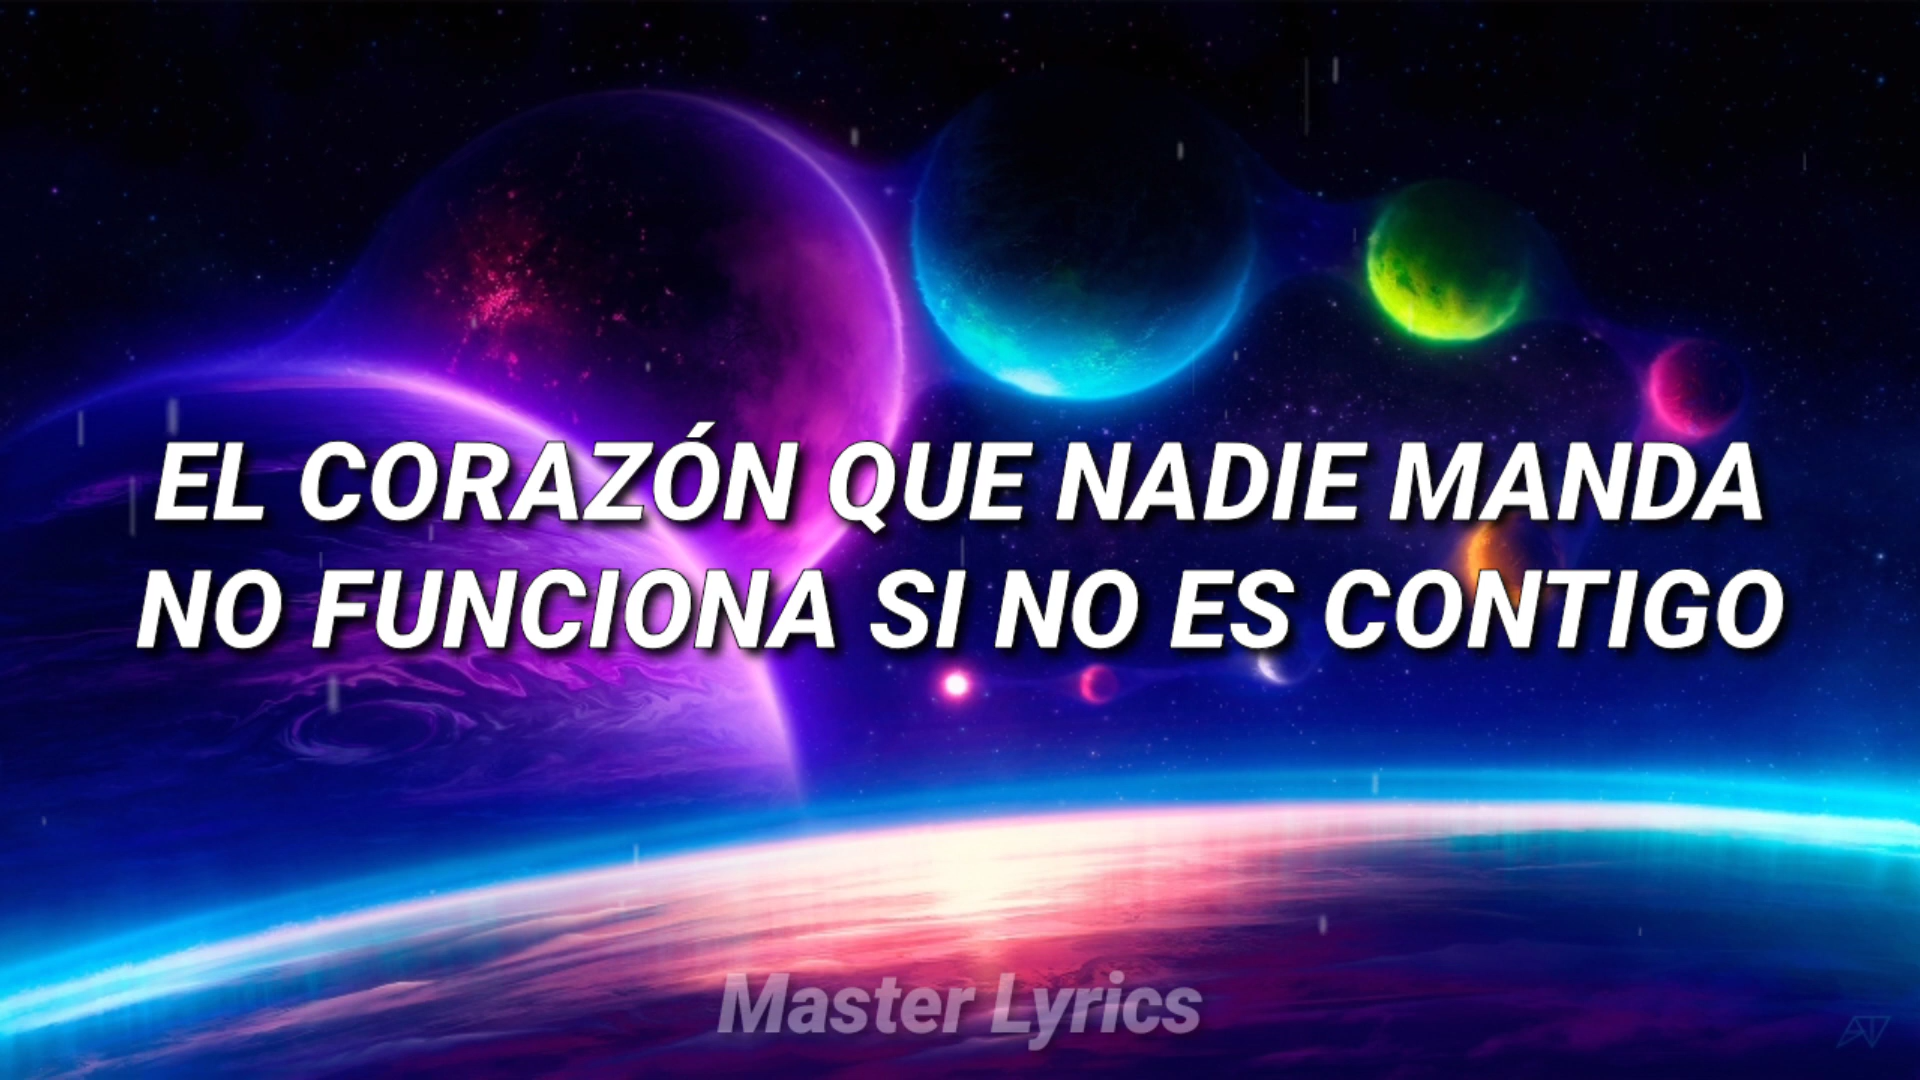 EL CORAZÓN QUE NADIE MANDA
NO FUNCIONA SI NO ES CONTIGO
Master Lyrics